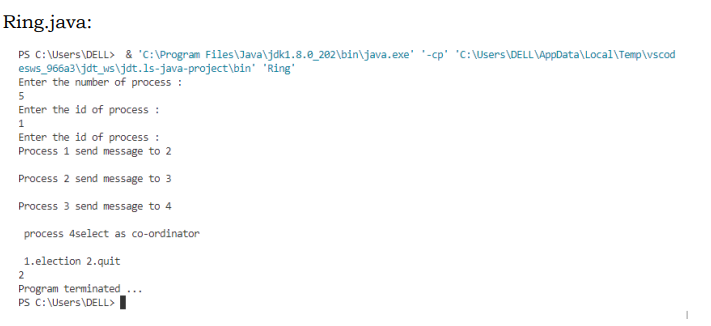 Ring.java:
PS C:\Users\DELL>  & 'C:\Program Files\Java\jdk1.8.0_202\bin\java.exe' '-cp' 'C:\Users\DELL\AppData\Local\Temp\vscod
esws_966a3\jdt_ws\jdt.ls-java-project\bin' 'Ring'
Enter the number of process :
5
Enter the id of process :
1
Enter the id of process :
Process 1 send message to 2
Process 2 send message to 3
Process 3 send message to 4
process 4select as co-ordinator
1.election 2.quit
2
Program terminated ...
PS C:\Users\DELL>